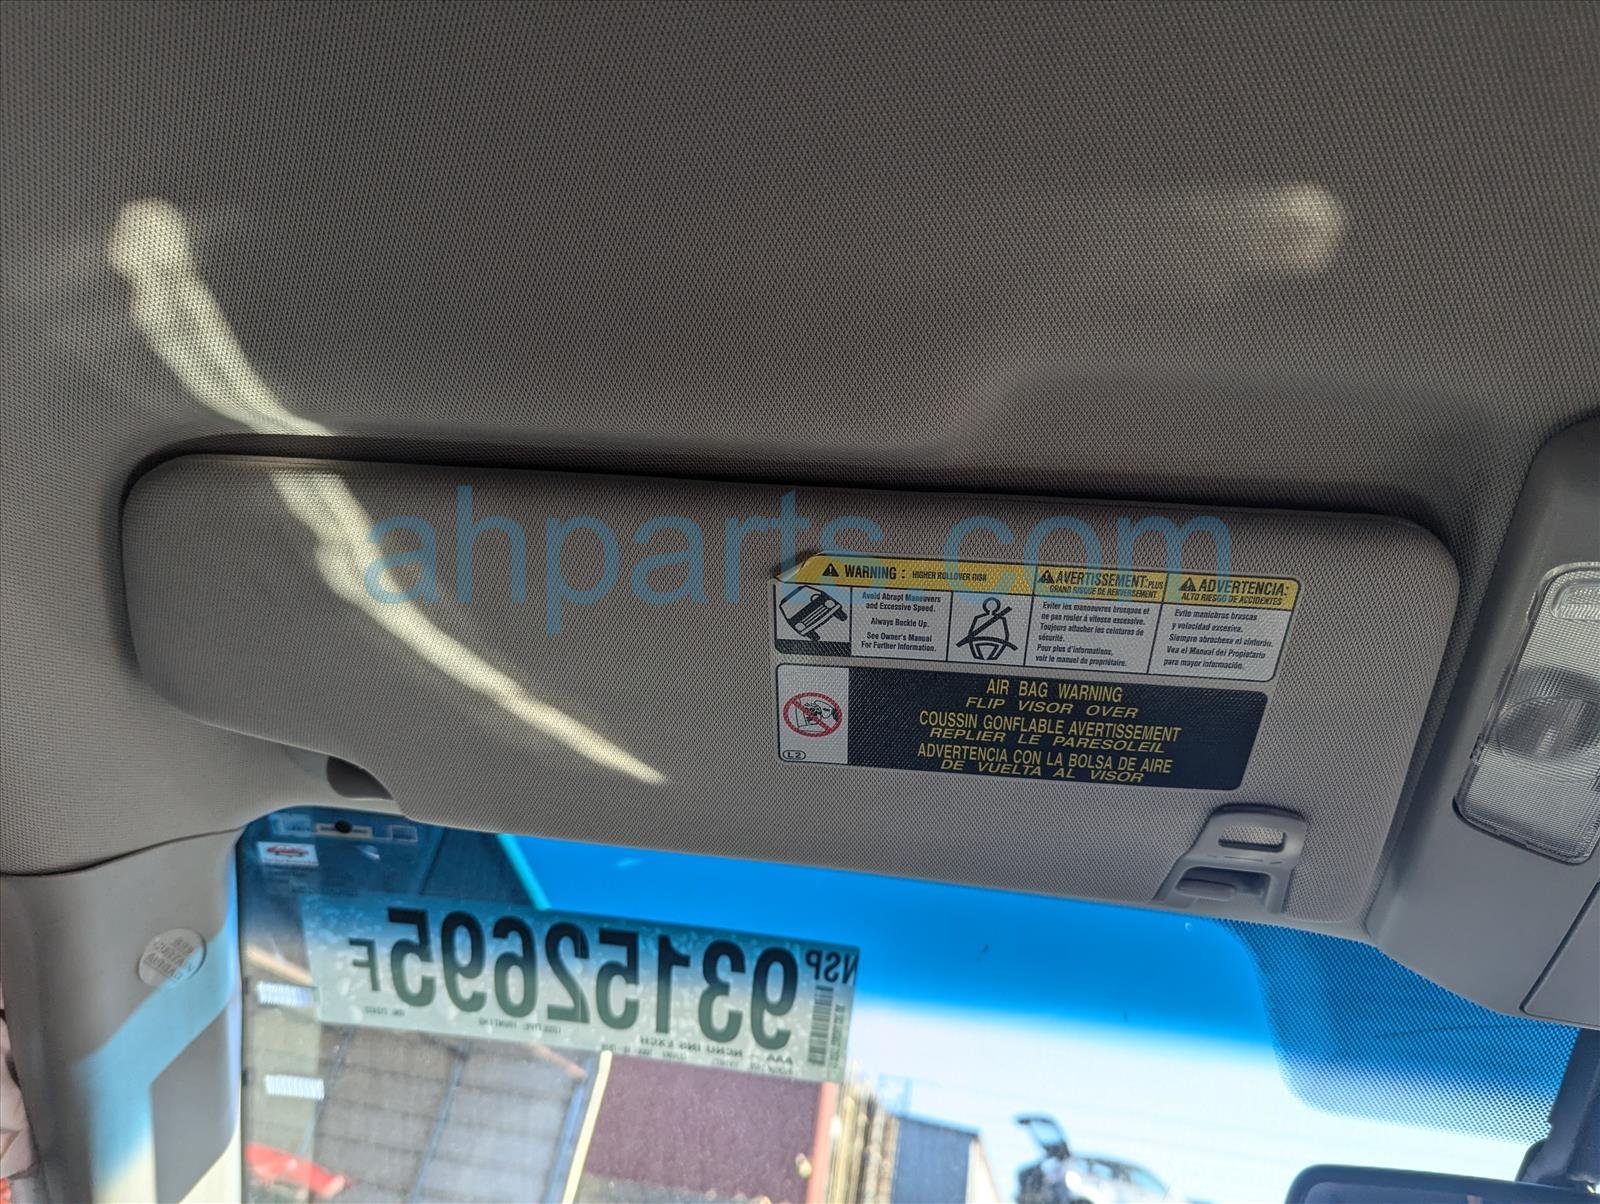 ahparts.com
WARNING : HIGHER ROLLOVER RISK
Avoid Abrupt Maneuvers
and Excessive Speed.
Always Buckle Up.
See Owner's Manual
For Further Information.
AVERTISSEMENT: PLUS
GRAND RISQUE DE RENVERSEMENT
Eviter les manoeuvres brusques et
ne pas rouler à vitesse excessive.
Toujours attacher les ceintures de
sécurité.
Pour plus d'informations,
voir le manuel du propriétaire.
ADVERTENCIA:
ALTO RIESGO DE ACCIDENTES
Evite maniobras bruscas
y velocidad excesiva.
Siempre abrochese el cinturón.
Vea el Manual del Propietario
para mayor información.
AIR BAG WARNING
FLIP VISOR OVER
COUSSIN GONFLABLE AVERTISSEMENT
REPLIER LE PARESOLEIL
ADVERTENCIA CON LA BOLSA DE AIRE
DE VUELTA AL VISOR
L2
NSP
93152695F